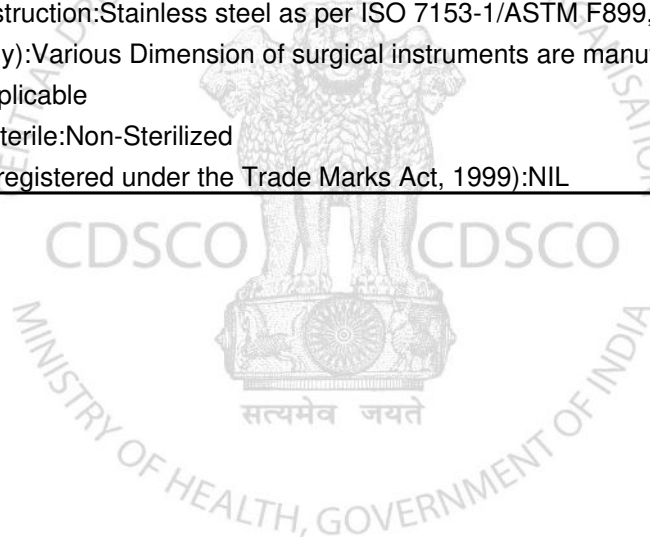 struction:Stainless steel as per ISO 7153-1/ASTM F899,
y):Various Dimension of surgical instruments are manu
plicable
terile:Non-Sterilized
registered under the Trade Marks Act, 1999):NIL
CDSCO CDSCO
सत्यमेव जयते
MINISTRY OF HEALTH, GOVERNMENT OF INDIA